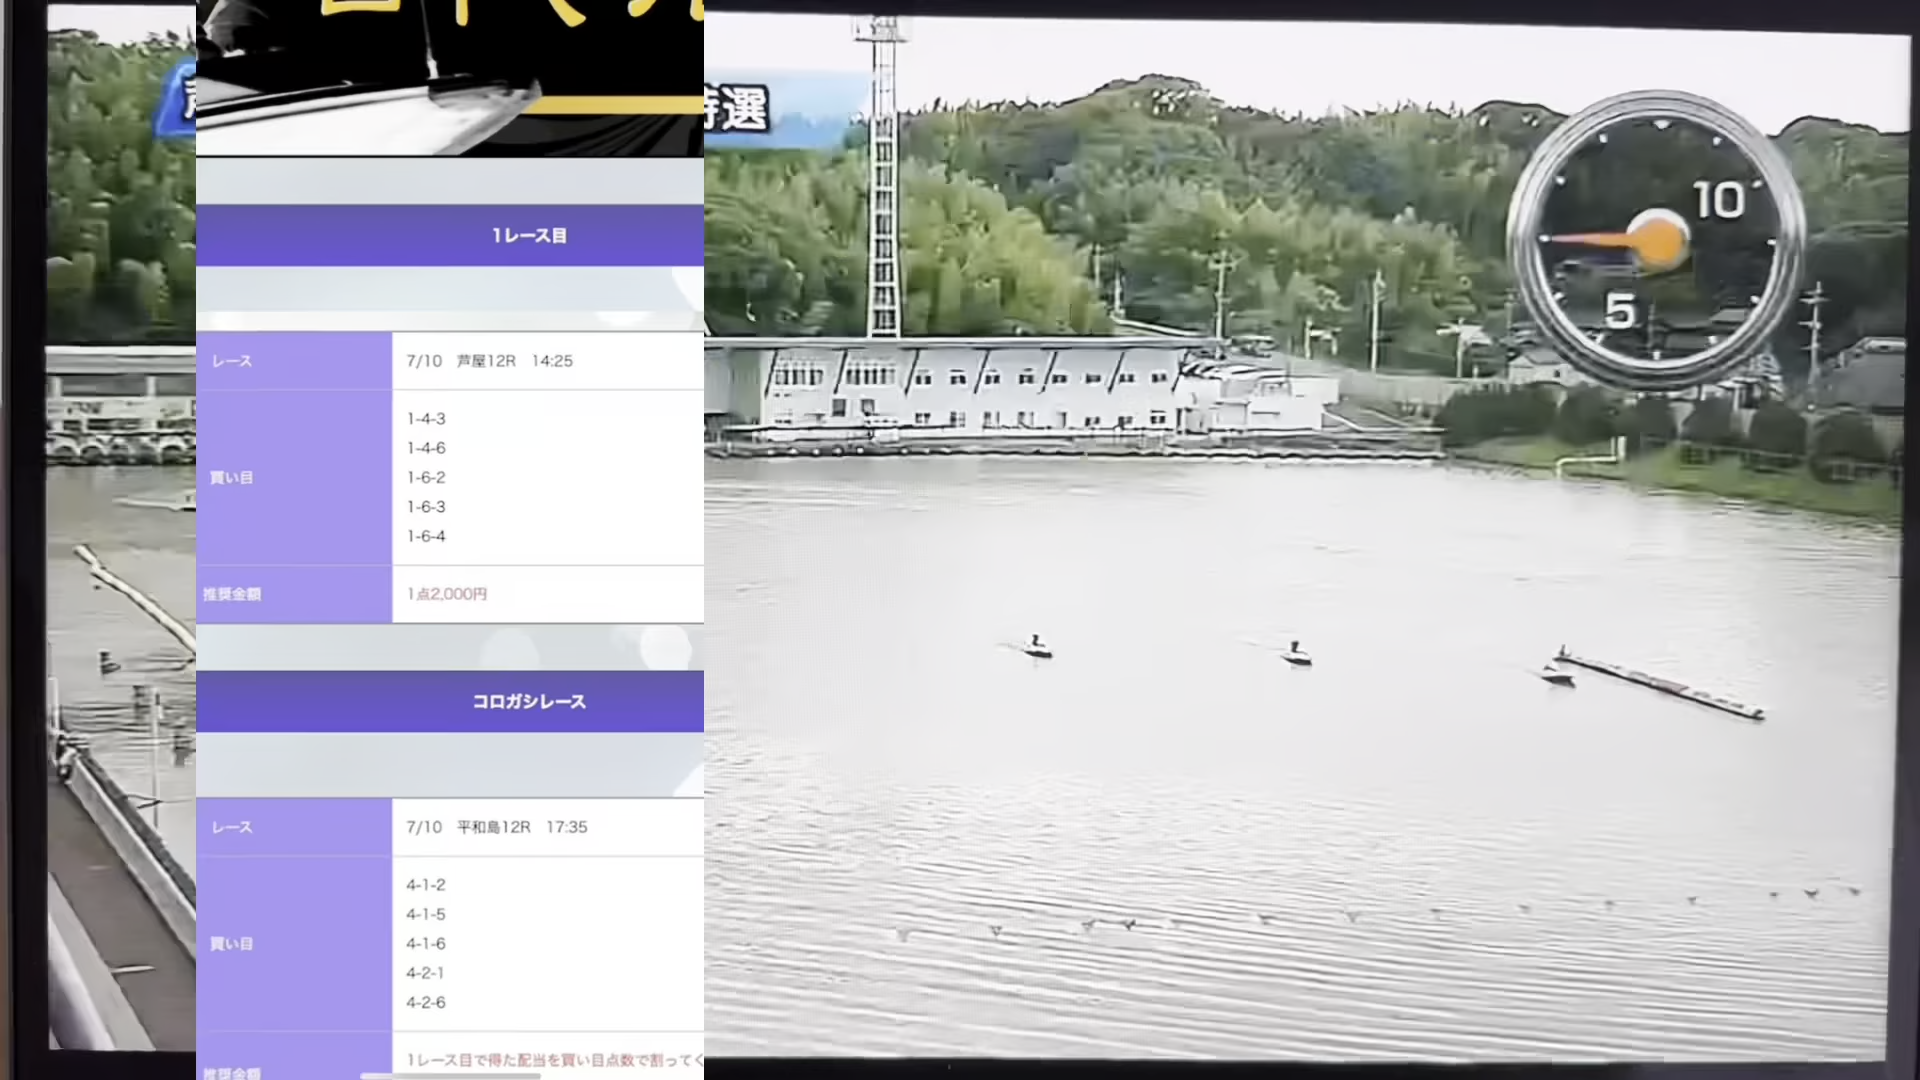 1レース目
レース
7/10 芦屋12R 14:25
買い目
1-4-3
1-4-6
1-6-2
1-6-3
1-6-4
推奨金額
1点2,000円
コロガシレース
レース
7/10 平和島12R 17:35
買い目
4-1-2
4-1-5
4-1-6
4-2-1
4-2-6
推奨金額
1レース目で得た配当を買い目点数で割ってく
選
10
5